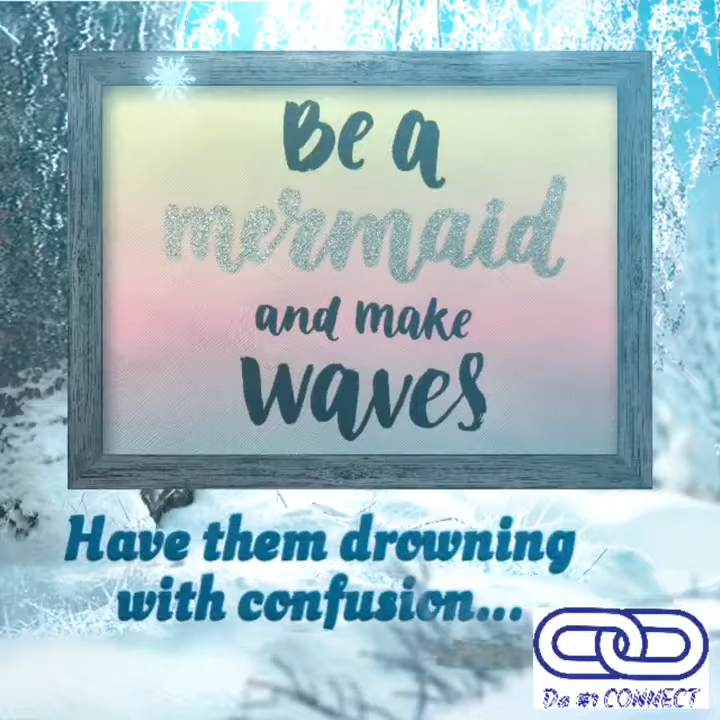 Be a
mermaid
and make
waves
Have them drowning
with confusion...
Da #1 CONNECT